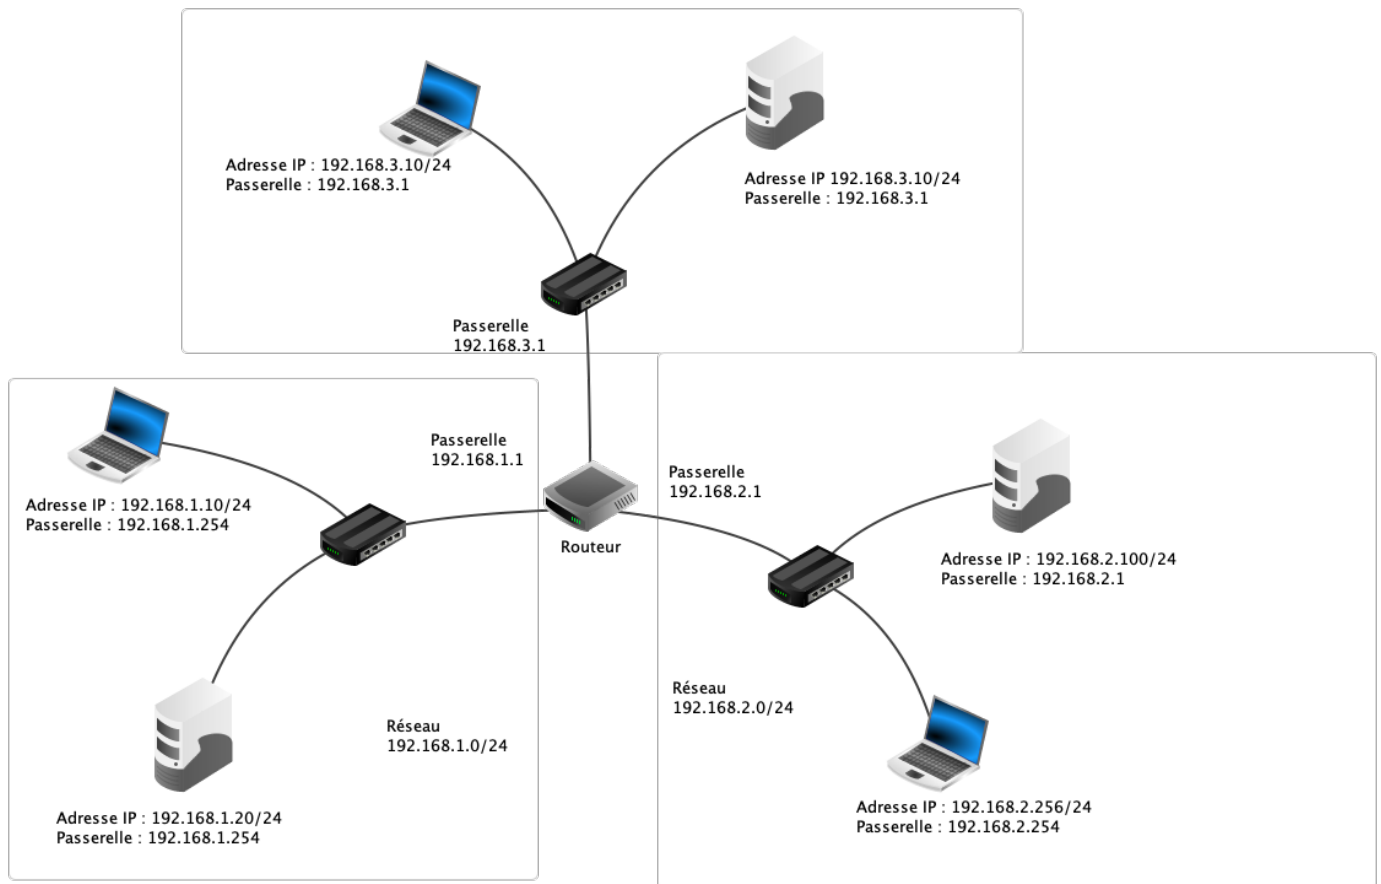 Adresse IP : 192.168.3.10/24
Passerelle : 192.168.3.1
Adresse IP 192.168.3.10/24
Passerelle : 192.168.3.1
Passerelle
192.168.3.1
Passerelle
192.168.1.1
Passerelle
192.168.2.1
Adresse IP : 192.168.1.10/24
Passerelle : 192.168.1.254
Routeur
Adresse IP : 192.168.2.100/24
Passerelle : 192.168.2.1
Réseau
192.168.2.0/24
Réseau
192.168.1.0/24
Adresse IP : 192.168.2.256/24
Passerelle : 192.168.2.254
Adresse IP : 192.168.1.20/24
Passerelle : 192.168.1.254